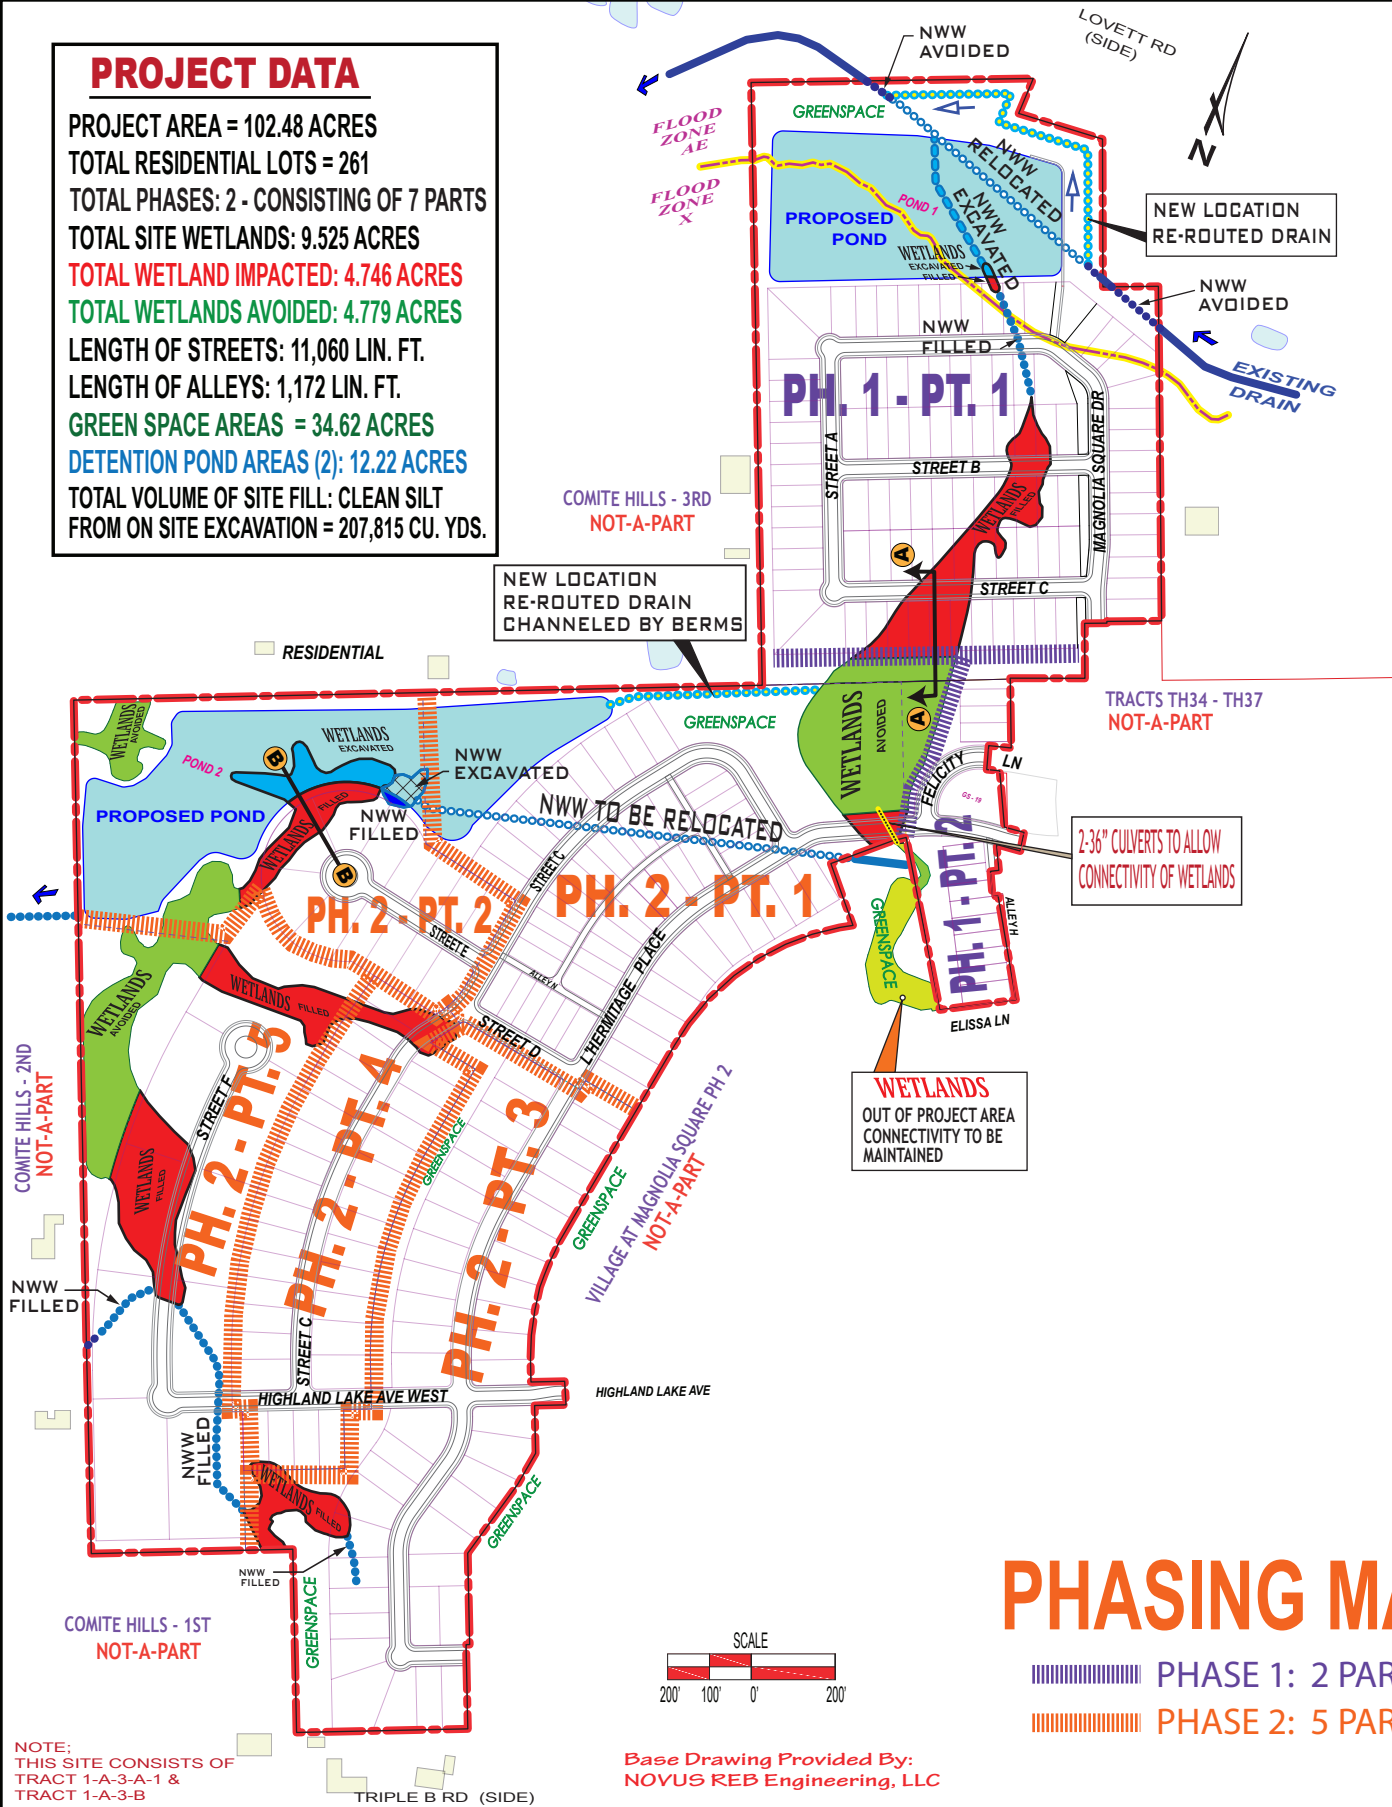 PROJECT DATA
PROJECT AREA = 102.48 ACRES
TOTAL RESIDENTIAL LOTS = 261
TOTAL PHASES: 2 - CONSISTING OF 7 PARTS
TOTAL SITE WETLANDS: 9.525 ACRES
TOTAL WETLAND IMPACTED: 4.746 ACRES
TOTAL WETLANDS AVOIDED: 4.779 ACRES
LENGTH OF STREETS: 11,060 LIN. FT.
LENGTH OF ALLEYS: 1,172 LIN. FT.
GREEN SPACE AREAS = 34.62 ACRES
DETENTION POND AREAS (2): 12.22 ACRES
TOTAL VOLUME OF SITE FILL: CLEAN SILT
FROM ON SITE EXCAVATION = 207,815 CU. YDS.
LOVETT RD
(SIDE)
NWW
AVOIDED
N
GREENSPACE
FLOOD
ZONE
AE
FLOOD
ZONE
X
NWW
RELOCATED
NWW
EXCAVATED
POND 1
PROPOSED
POND
WETLANDS
EXCAVATED
FILLED
NEW LOCATION
RE-ROUTED DRAIN
NWW
AVOIDED
EXISTING
DRAIN
NWW
FILLED
PH. 1 - PT. 1
STREET A
STREET B
MAGNOLIA SQUARE DR
WETLANDS
FILLED
STREET C
A
COMITE HILLS - 3RD
NOT-A-PART
NEW LOCATION
RE-ROUTED DRAIN
CHANNELED BY BERMS
RESIDENTIAL
TRACTS TH34 - TH37
NOT-A-PART
GREENSPACE
WETLANDS
AVOIDED
A
FELICITY
LN
GS-19
PH. 1 - PT. 2
ALLEY H
ELISSA LN
2-36" CULVERTS TO ALLOW
CONNECTIVITY OF WETLANDS
GREENSPACE
WETLANDS
OUT OF PROJECT AREA
CONNECTIVITY TO BE
MAINTAINED
WETLANDS
AVOIDED
POND 2
PROPOSED POND
B
WETLANDS
EXCAVATED
NWW
EXCAVATED
WETLANDS
FILLED
NWW
FILLED
B
NWW TO BE RELOCATED
STREET C
PH. 2 - PT. 1
PH. 2 - PT. 2
STREET E
ALLEY N
L'HERMITAGE PLACE
STREET D
WETLANDS
AVOIDED
WETLANDS FILLED
COMITE HILLS - 2ND
NOT-A-PART
STREET F
PH. 2 - PT. 5
PH. 2 - PT. 4
PH. 2 - PT. 3
GREENSPACE
GREENSPACE
VILLAGE AT MAGNOLIA SQUARE PH 2
NOT-A-PART
WETLANDS
FILLED
NWW
FILLED
STREET C
HIGHLAND LAKE AVE WEST
HIGHLAND LAKE AVE
NWW
FILLED
WETLANDS FILLED
GREENSPACE
NWW
FILLED
GREENSPACE
COMITE HILLS - 1ST
NOT-A-PART
SCALE
200' 100' 0' 200'
PHASING MA
PHASE 1: 2 PAR
PHASE 2: 5 PAR
NOTE;
THIS SITE CONSISTS OF
TRACT 1-A-3-A-1 &
TRACT 1-A-3-B
TRIPLE B RD (SIDE)
Base Drawing Provided By:
NOVUS REB Engineering, LLC